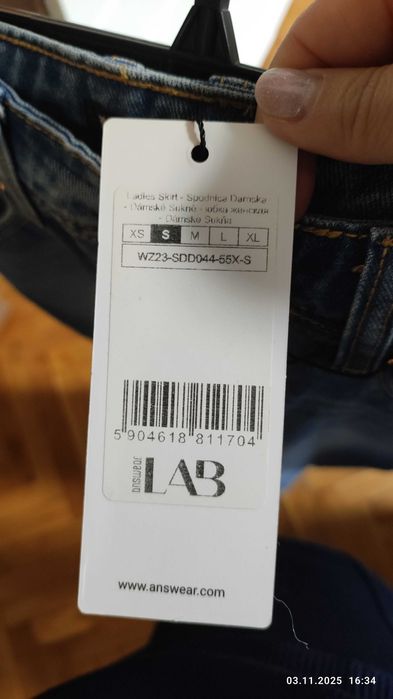 Ladies Skirt - Spódnica Damska
- Dámské Sukně - юбка женская
- Dámske Sukňa
XS S M L XL
WZ23-SDD044-55X-S
5 904618 811704
answear
LAB
www.answear.com
03.11.2025 16:34